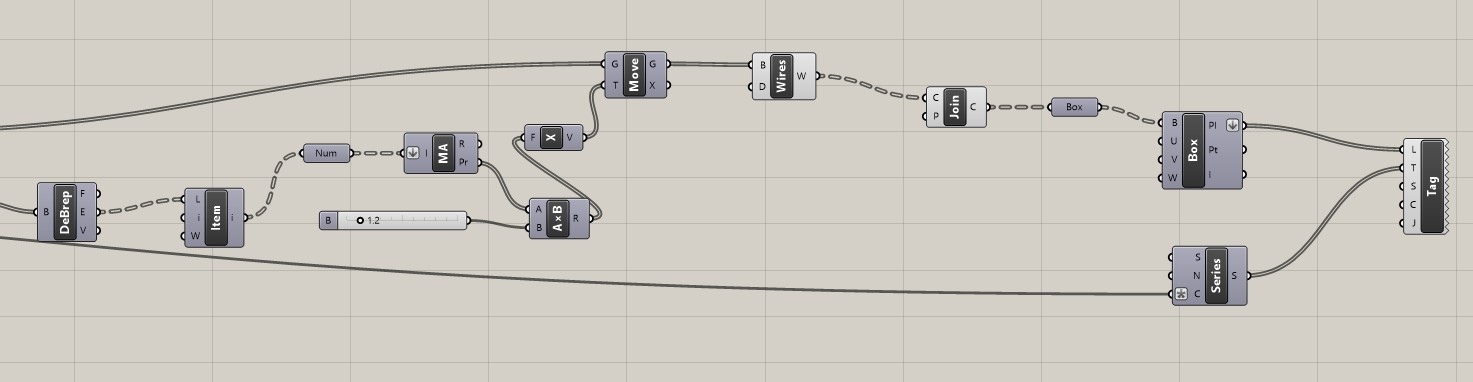 DeBrep
B
F
E
V
Item
L
i
W
i
Num
MA
I
R
Pr
B
1.2
A×B
A
B
R
X
F
V
Move
G
T
G
X
Wires
B
D
W
Join
C
P
C
Box
Box
B
U
V
W
Pl
Pt
I
Series
S
N
C
S
Tag
L
T
S
C
J